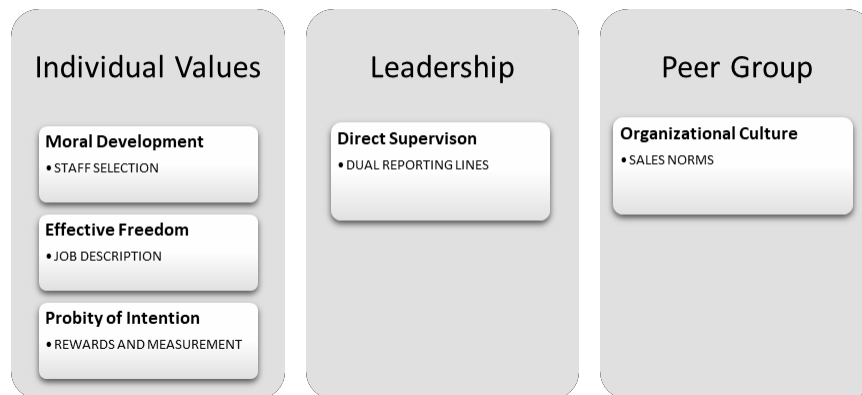 Individual Values
Moral Development
• STAFF SELECTION
Effective Freedom
• JOB DESCRIPTION
Probity of Intention
• REWARDS AND MEASUREMENT
Leadership
Direct Supervison
• DUAL REPORTING LINES
Peer Group
Organizational Culture
• SALES NORMS